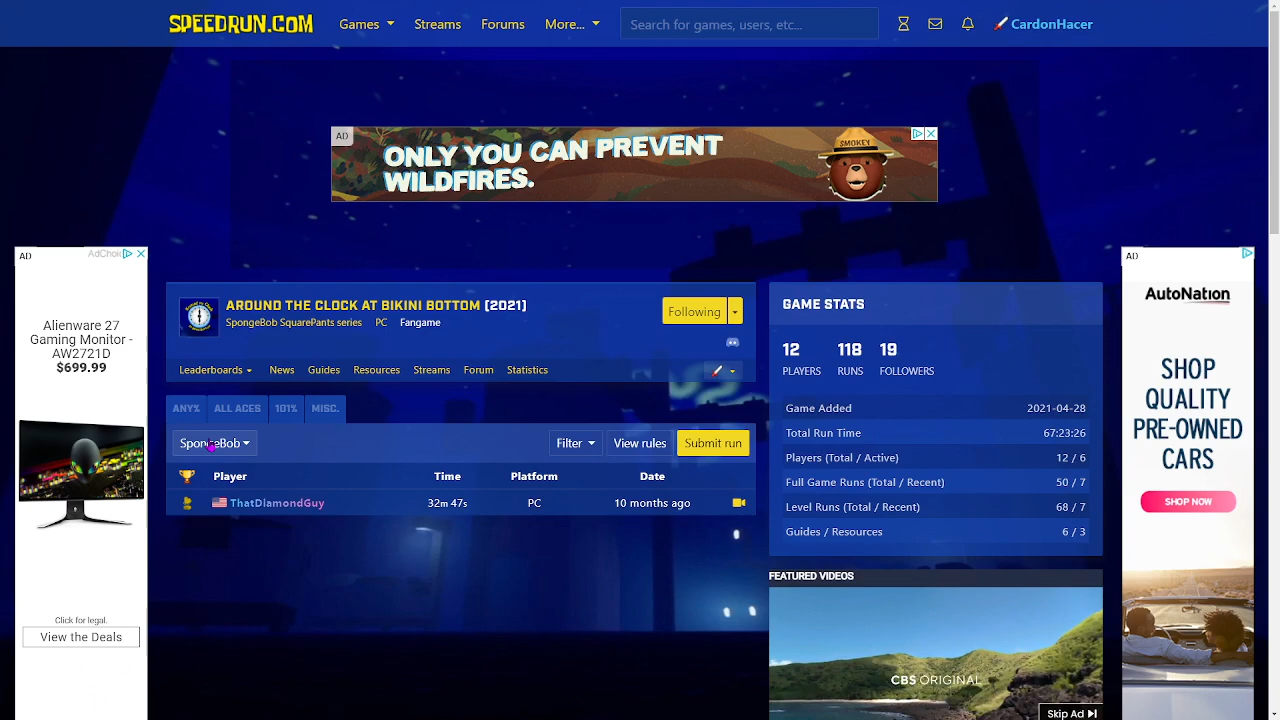 SPEEDRUN.COM
Games
Streams
Forums
More...
Search for games, users, etc...
CardonHacer
AD
ONLY YOU CAN PREVENT
WILDFIRES.
SMOKEY
AD
AdChoi
Alienware 27
Gaming Monitor -
AW2721D
$699.99
Click for legal.
View the Deals
AROUND THE CLOCK AT BIKINI BOTTOM (2021)
SpongeBob SquarePants series PC Fangame
Following
Leaderboards News Guides Resources Streams Forum Statistics
ANY% ALL ACES 101% MISC.
SpongeBob
Filter View rules Submit run
Player Time Platform Date
ThatDiamondGuy 32m 47s PC 10 months ago
GAME STATS
12 118 19
PLAYERS RUNS FOLLOWERS
Game Added 2021-04-28
Total Run Time 67:23:26
Players (Total / Active) 12 / 6
Full Game Runs (Total / Recent) 50 / 7
Level Runs (Total / Recent) 68 / 7
Guides / Resources 6 / 3
FEATURED VIDEOS
CBS ORIGINAL
Skip Ad
AD
AutoNation
SHOP
QUALITY
PRE-OWNED
CARS
SHOP NOW